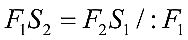 F₁S₂ = F₂S₁ / : F₁